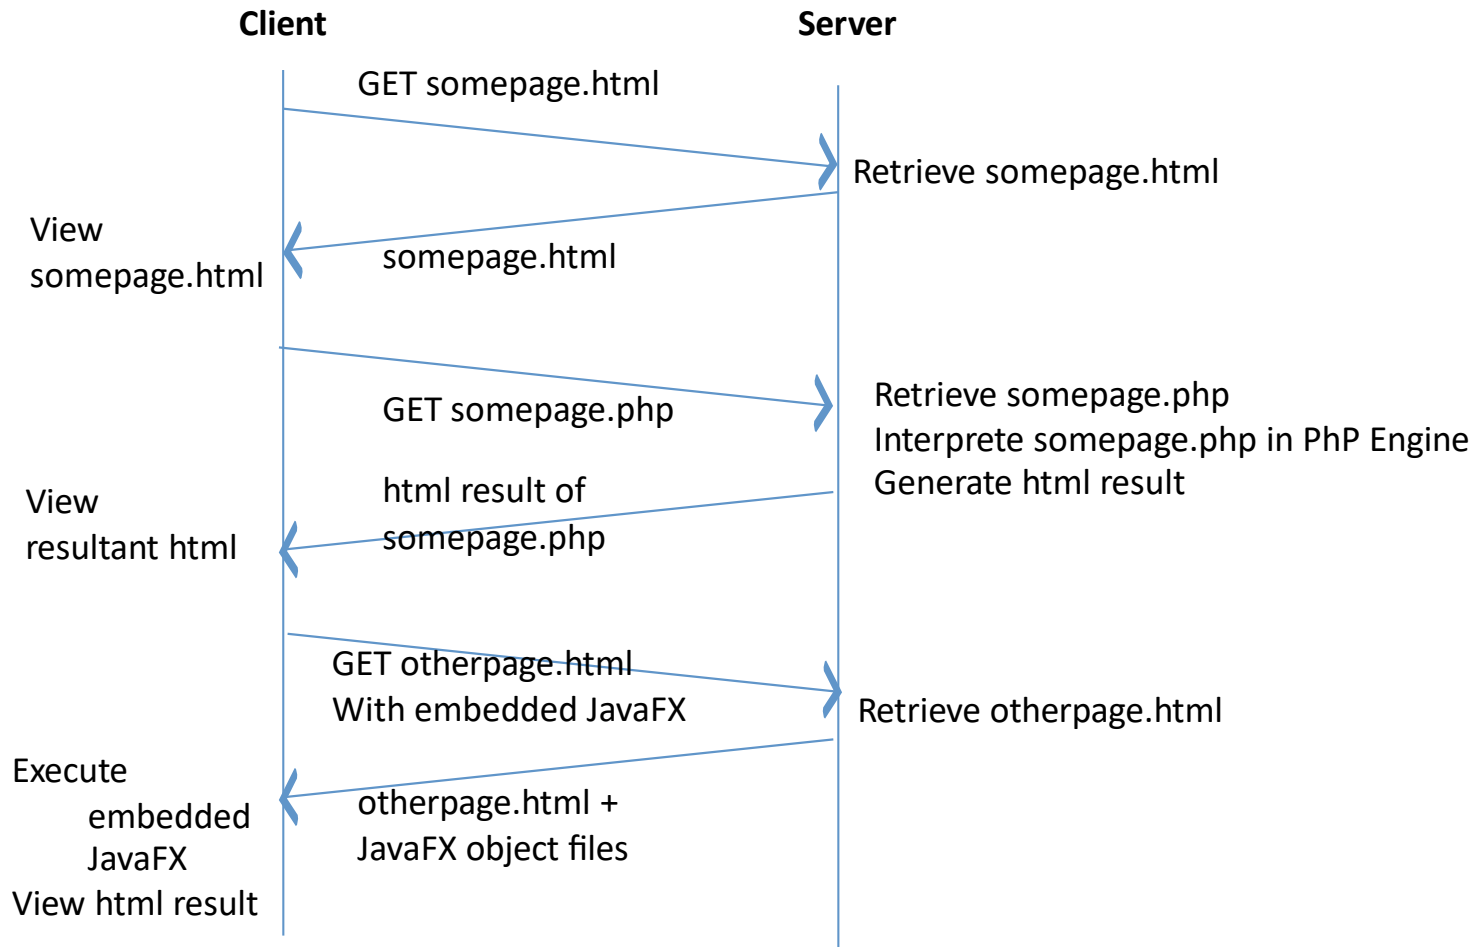 Client
Server
GET somepage.html
Retrieve somepage.html
View
somepage.html
somepage.html
GET somepage.php
Retrieve somepage.php
Interprete somepage.php in PhP Engine
Generate html result
html result of
somepage.php
View
resultant html
GET otherpage.html
With embedded JavaFX
Retrieve otherpage.html
otherpage.html +
JavaFX object files
Execute
embedded
JavaFX
View html result